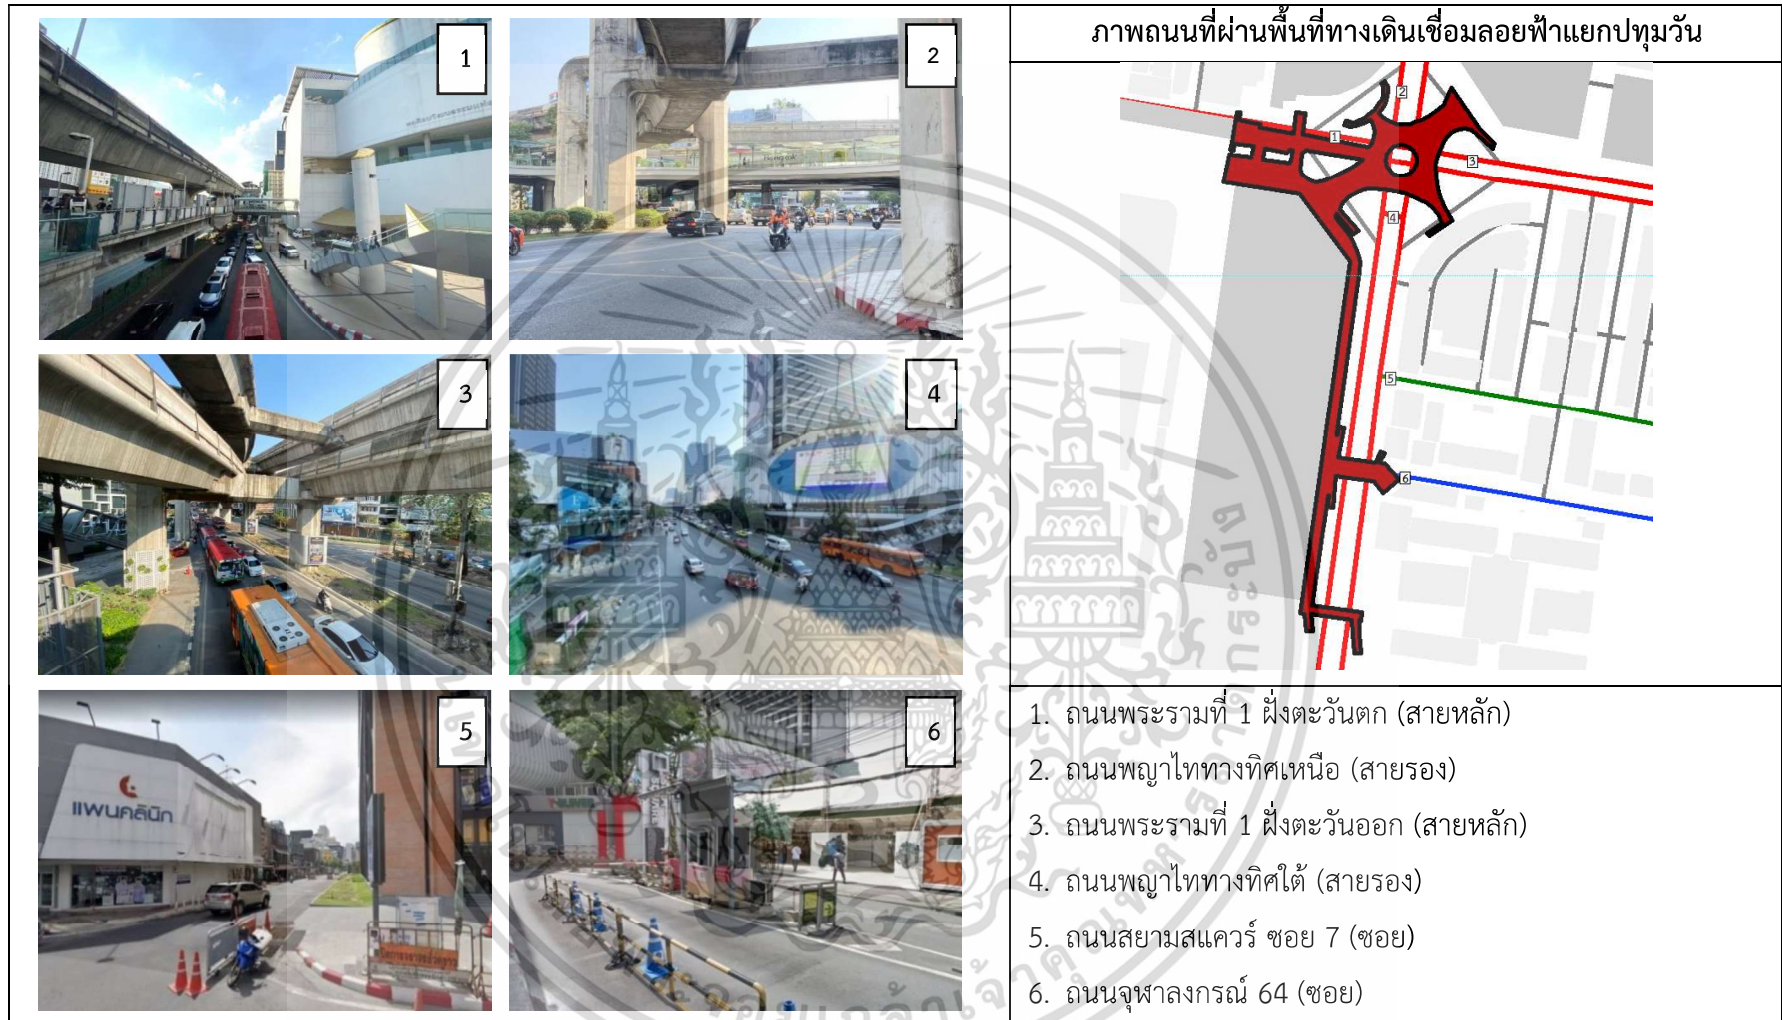 1
2
ภาพถนนที่ผ่านพื้นที่ทางเดินเชื่อมลอยฟ้าแยกปทุมวัน
3
4
5
แพนคลินิก
6
1
2
3
4
5
6
1. ถนนพระรามที่ 1 ฝั่งตะวันตก (สายหลัก)
2. ถนนพญาไททางทิศเหนือ (สายรอง)
3. ถนนพระรามที่ 1 ฝั่งตะวันออก (สายหลัก)
4. ถนนพญาไททางทิศใต้ (สายรอง)
5. ถนนสยามสแควร์ ซอย 7 (ซอย)
6. ถนนจุฬาลงกรณ์ 64 (ซอย)